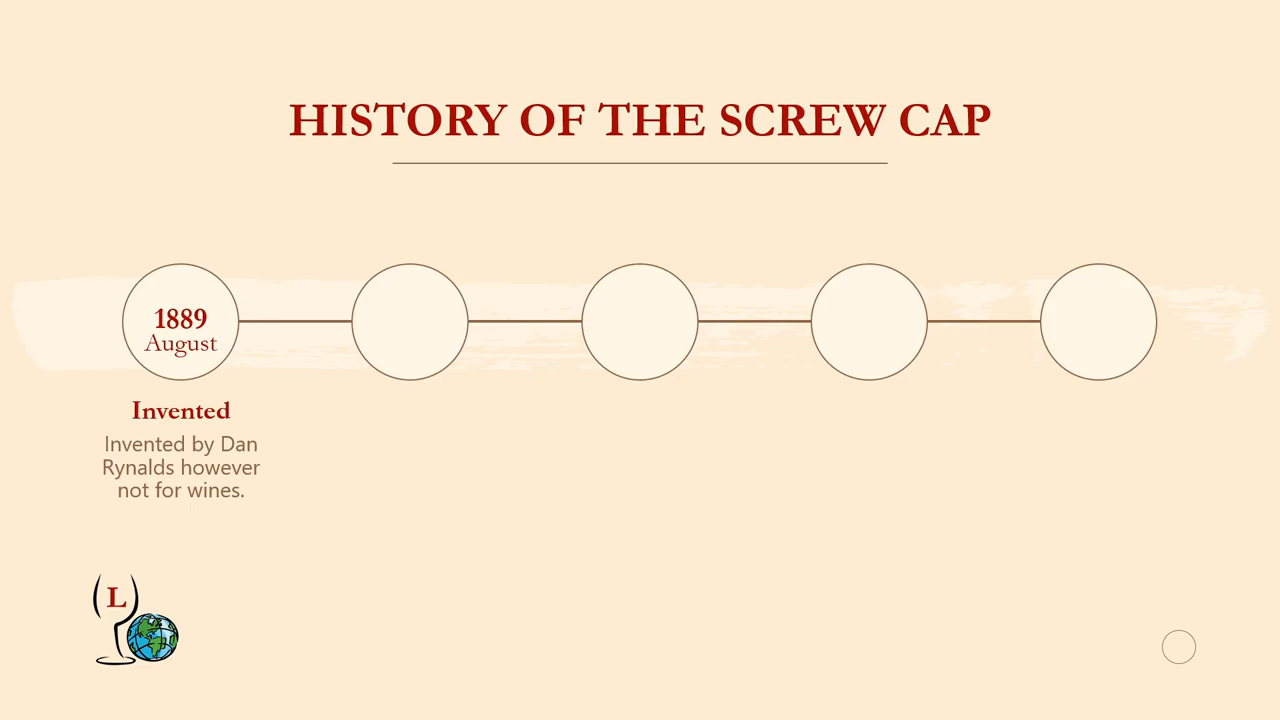 HISTORY OF THE SCREW CAP
1889
August
Invented
Invented by Dan
Rynalds however
not for wines.
L